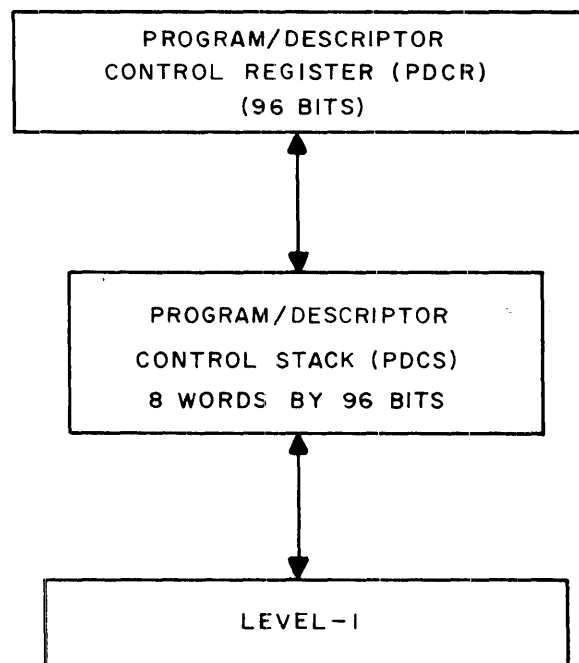 PROGRAM/DESCRIPTOR
CONTROL REGISTER (PDCR)
(96 BITS)
PROGRAM/DESCRIPTOR
CONTROL STACK (PDCS)
8 WORDS BY 96 BITS
LEVEL-1